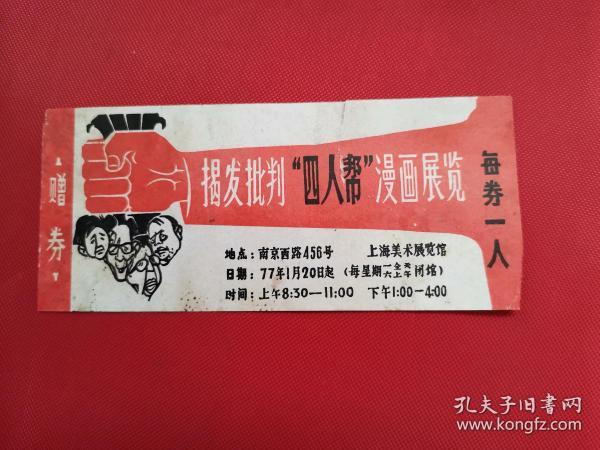 赠券
揭发批判“四人帮”漫画展览
每券一人
地点：南京西路456号 上海美术展览馆
日期：77年1月20日起（每星期一全天六上午闭馆）
时间：上午8:30—11:00 下午1:00—4:00
孔夫子旧书网
www.kongfz.com